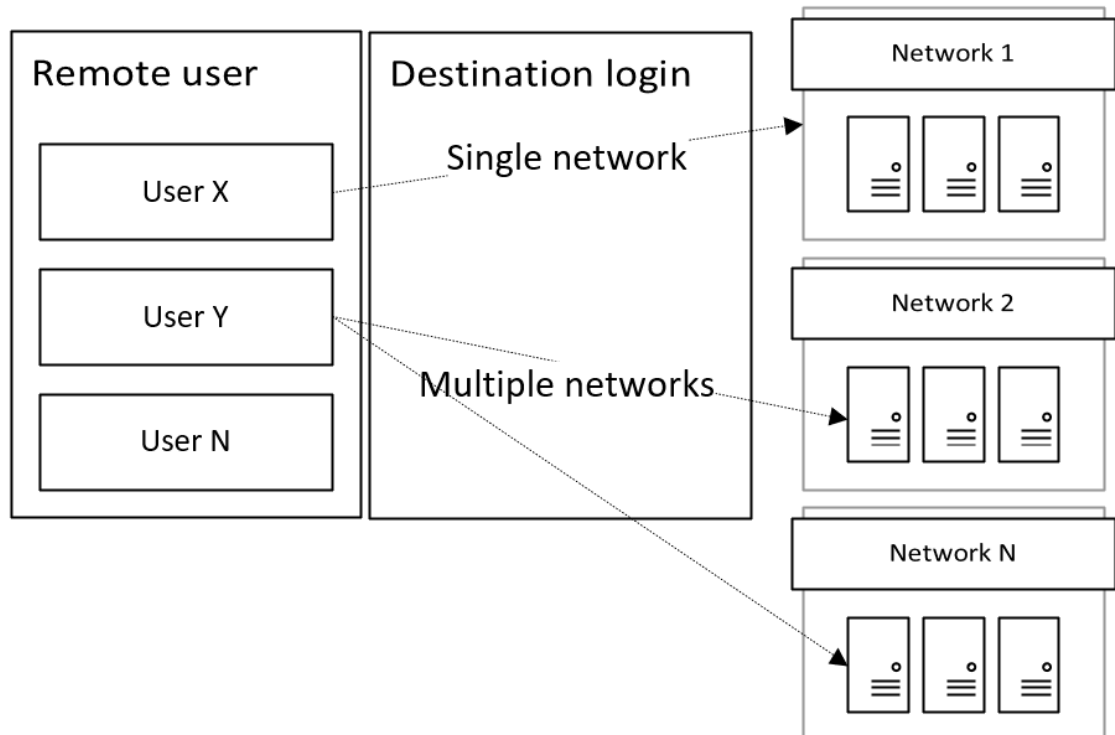 Remote user
User X
User Y
User N
Destination login
Single network
Multiple networks
Network 1
Network 2
Network N